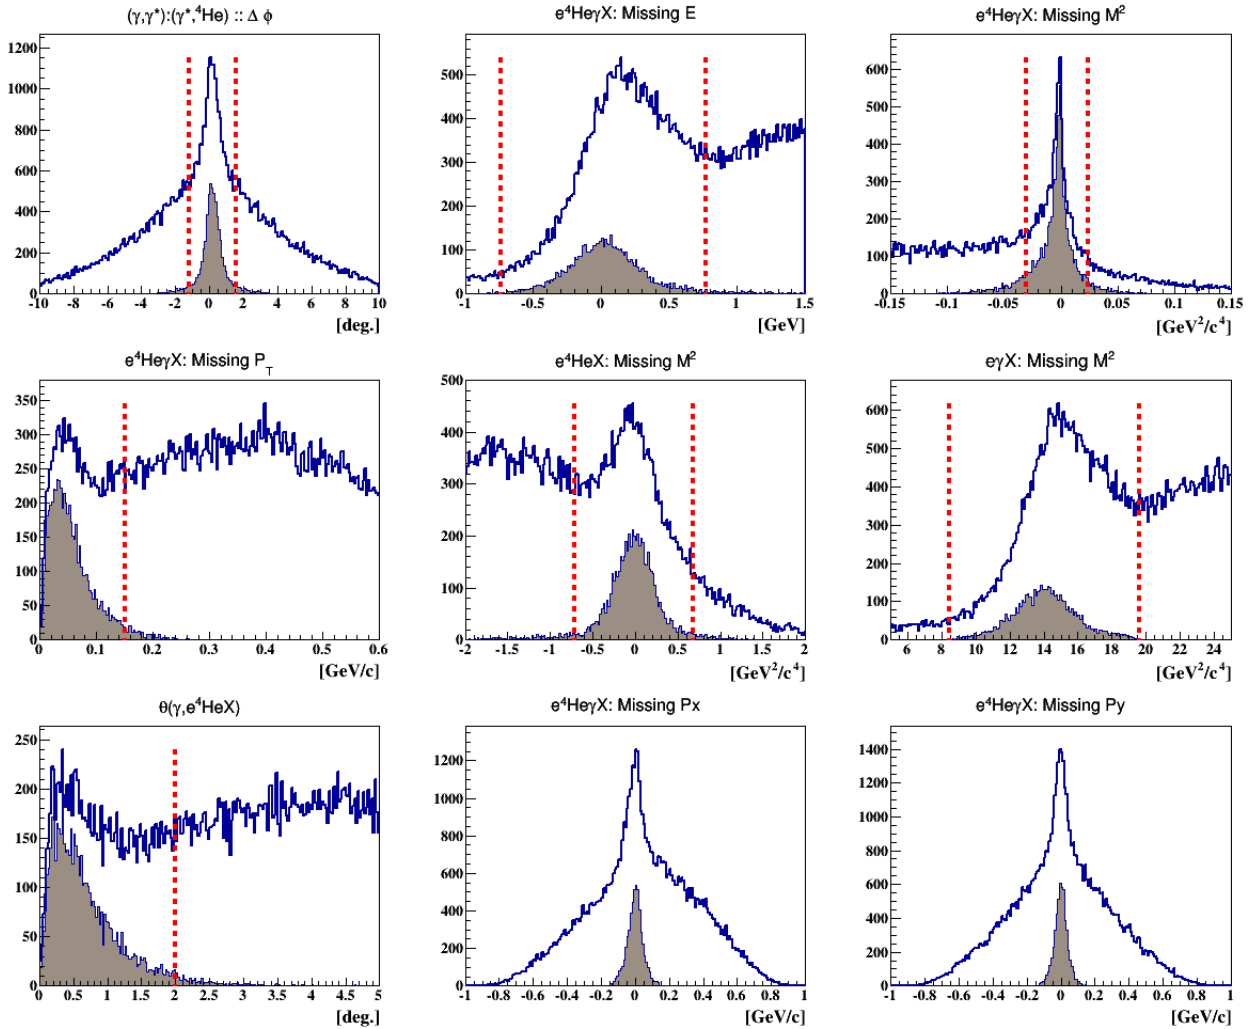 (γ,γ*):(γ*,⁴He) :: Δ ϕ
1200
1000
800
600
400
200
0
-10 -8 -6 -4 -2 0 2 4 6 8 10
[deg.]
e⁴HeγX: Missing E
500
400
300
200
100
0
-1 -0.5 0 0.5 1 1.5
[GeV]
e⁴HeγX: Missing M²
600
500
400
300
200
100
0
-0.15 -0.1 -0.05 0 0.05 0.1 0.15
[GeV²/c⁴]
e⁴HeγX: Missing P_T
350
300
250
200
150
100
50
0
0 0.1 0.2 0.3 0.4 0.5 0.6
[GeV/c]
e⁴HeX: Missing M²
500
400
300
200
100
0
-2 -1.5 -1 -0.5 0 0.5 1 1.5 2
[GeV²/c⁴]
eγX: Missing M²
600
500
400
300
200
100
0
6 8 10 12 14 16 18 20 22 24
[GeV²/c⁴]
θ(γ,e⁴HeX)
250
200
150
100
50
0
0 0.5 1 1.5 2 2.5 3 3.5 4 4.5 5
[deg.]
e⁴HeγX: Missing Px
1200
1000
800
600
400
200
0
-1 -0.8 -0.6 -0.4 -0.2 0 0.2 0.4 0.6 0.8 1
[GeV/c]
e⁴HeγX: Missing Py
1400
1200
1000
800
600
400
200
0
-1 -0.8 -0.6 -0.4 -0.2 0 0.2 0.4 0.6 0.8 1
[GeV/c]